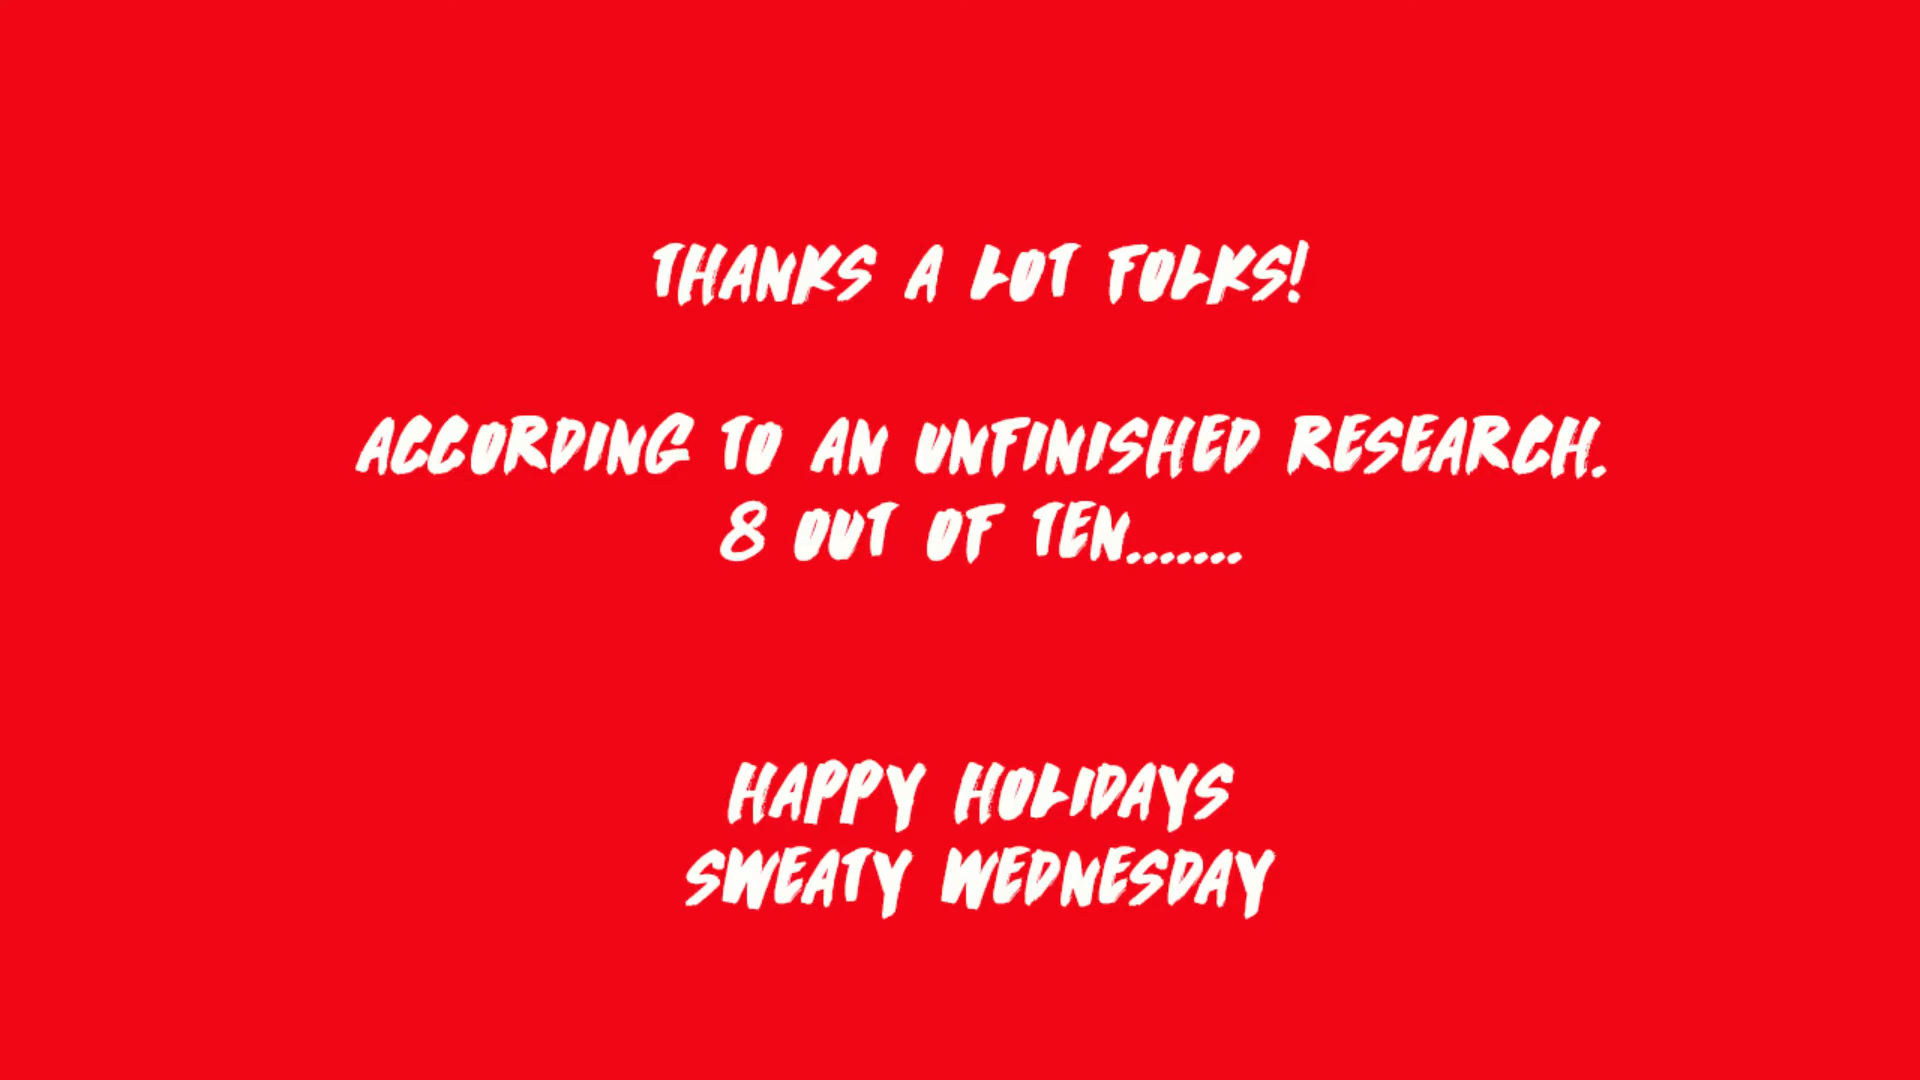 THANKS A LOT FOLKS!
ACCORDING TO AN UNFINISHED RESEARCH.
8 OUT OF TEN.......
HAPPY HOLIDAYS
SWEATY WEDNESDAY